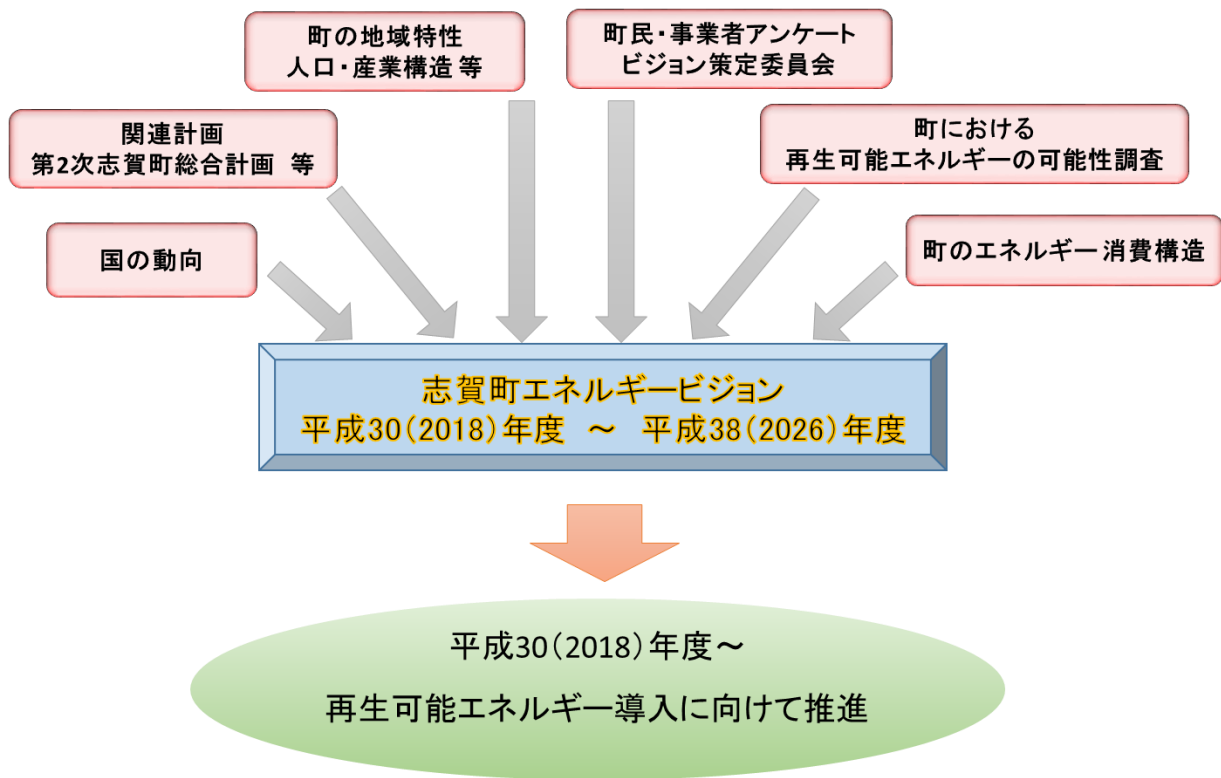 町の地域特性
人口・産業構造 等
町民・事業者アンケート
ビジョン策定委員会
関連計画
第2次志賀町総合計画 等
町における
再生可能エネルギーの可能性調査
国の動向
町のエネルギー消費構造
志賀町エネルギービジョン
平成30(2018)年度 ～ 平成38(2026)年度
平成30(2018)年度～
再生可能エネルギー導入に向けて推進